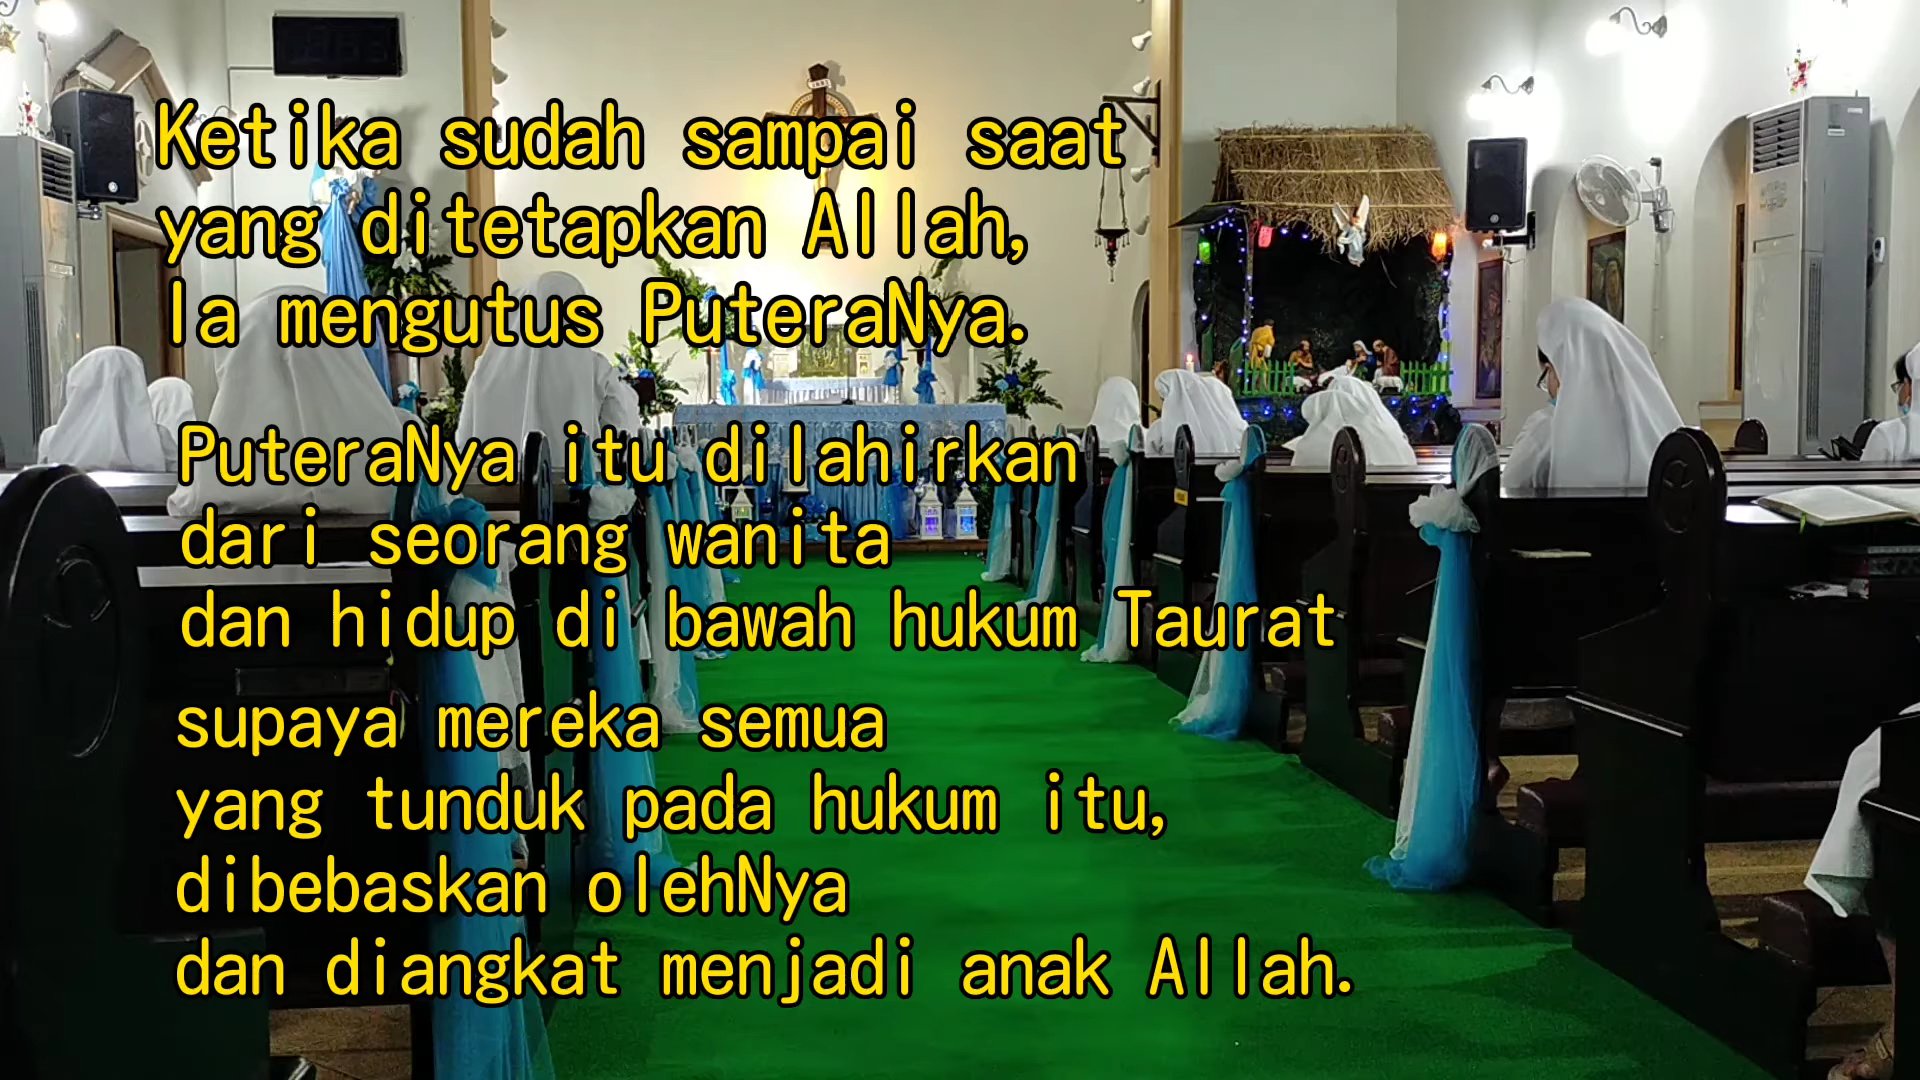 Ketika sudah sampai saat
yang ditetapkan Allah,
Ia mengutus PuteraNya.
PuteraNya itu dilahirkan
dari seorang wanita
dan hidup di bawah hukum Taurat
supaya mereka semua
yang tunduk pada hukum itu,
dibebaskan olehNya
dan diangkat menjadi anak Allah.